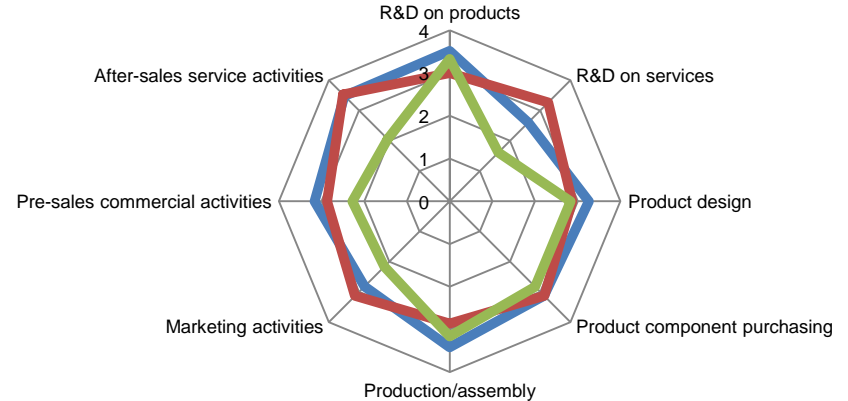 R&D on products
4
After-sales service activities
R&D on services
3
2
1
Pre-sales commercial activities
0
Product design
Marketing activities
Product component purchasing
Production/assembly